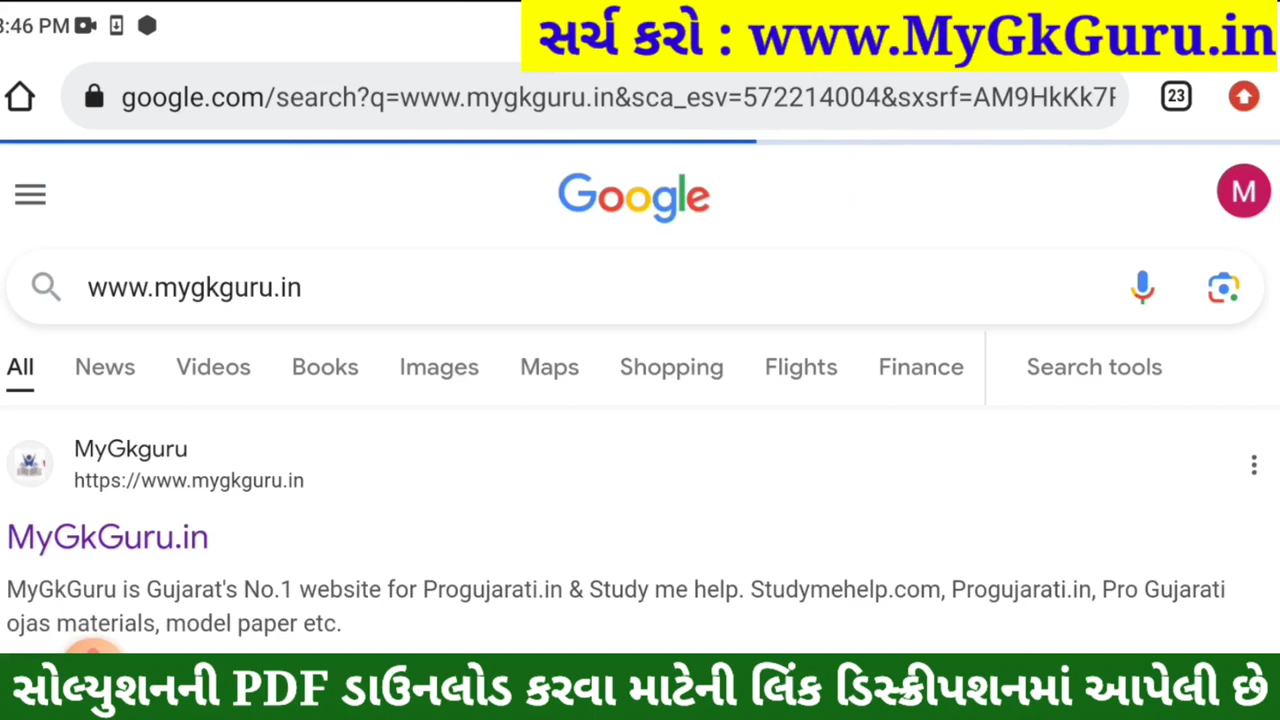 3:46 PM
સર્ચ કરો : www.MyGkGuru.in
google.com/search?q=www.mygkguru.in&sca_esv=572214004&sxsrf=AM9HkKk7F
23
Google
M
www.mygkguru.in
All News Videos Books Images Maps Shopping Flights Finance Search tools
MyGkguru
https://www.mygkguru.in
MyGkGuru.in
MyGkGuru is Gujarat's No.1 website for Progujarati.in & Study me help. Studymehelp.com, Progujarati.in, Pro Gujarati
ojas materials, model paper etc.
સોલ્યુશનની PDF ડાઉનલોડ કરવા માટેની લિંક ડિસ્ક્રીપશનમાં આપેલી છે